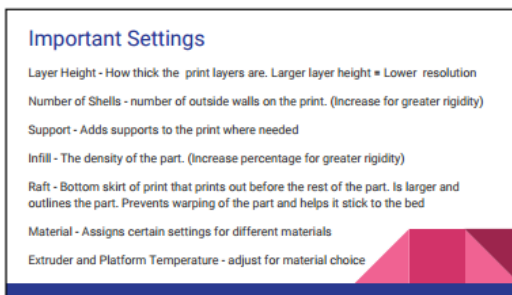 Important Settings
Layer Height - How thick the  print layers are. Larger layer height = Lower  resolution
Number of Shells - number of outside walls on the print. (Increase for greater rigidity)
Support - Adds supports to the print where needed
Infill - The density of the part. (Increase percentage for greater rigidity)
Raft - Bottom skirt of print that prints out before the rest of the part. Is larger and
outlines the part. Prevents warping of the part and helps it stick to the bed
Material - Assigns certain settings for different materials
Extruder and Platform Temperature - adjust for material choice